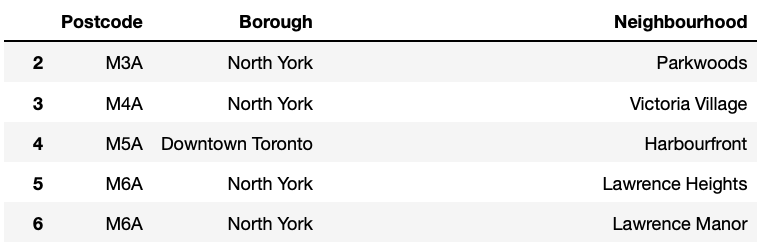 Postcode Borough Neighbourhood
2 M3A North York Parkwoods
3 M4A North York Victoria Village
4 M5A Downtown Toronto Harbourfront
5 M6A North York Lawrence Heights
6 M6A North York Lawrence Manor